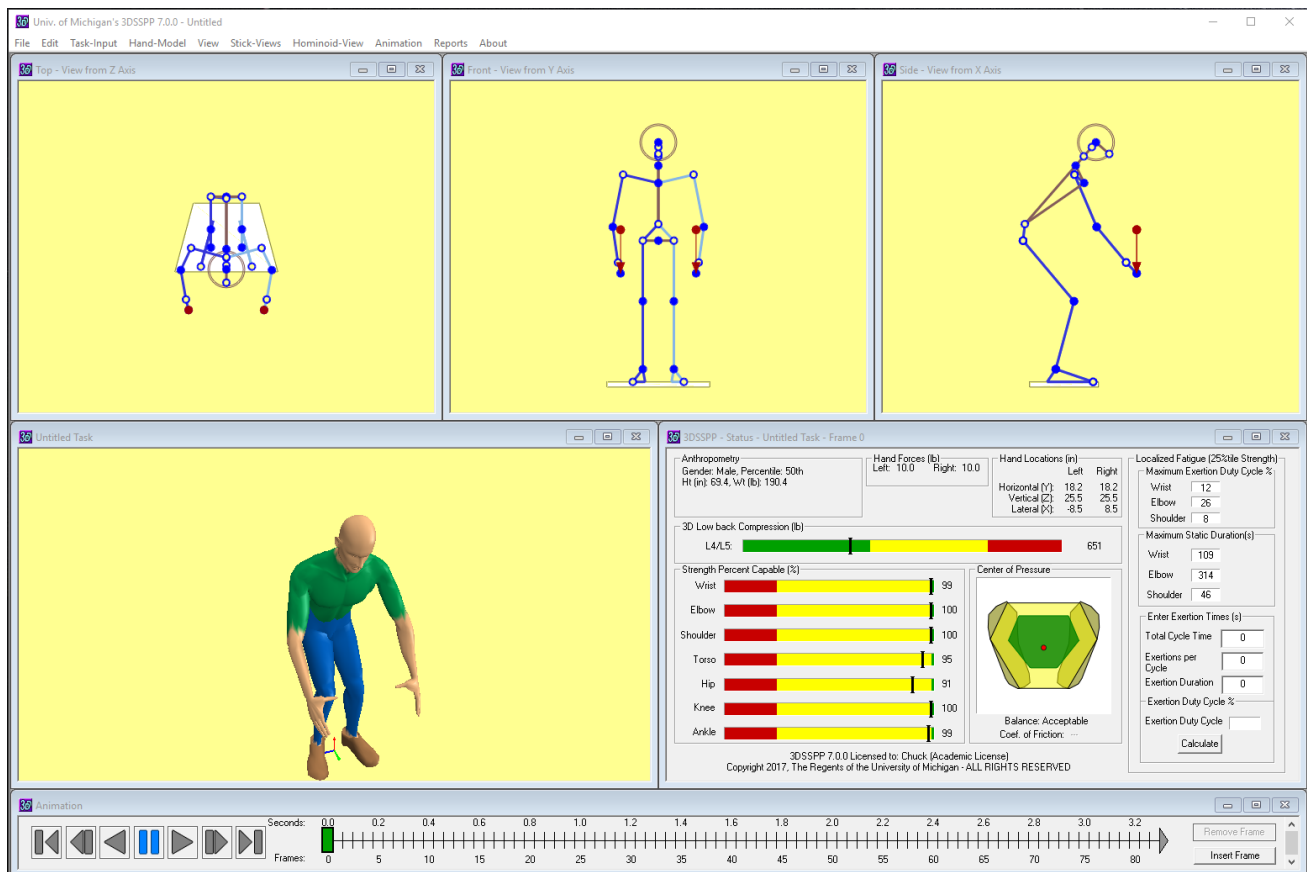 Univ. of Michigan's 3DSSPP 7.0.0 - Untitled
File Edit Task-Input Hand-Model View Stick-Views Hominoid-View Animation Reports About
Top - View from Z Axis
Front - View from Y Axis
Side - View from X Axis
Untitled Task
3DSSPP - Status - Untitled Task - Frame 0
Anthropometry
Gender: Male, Percentile: 50th
Ht (in): 69.4, Wt (lb): 190.4
Hand Forces (lb)
Left: 10.0 Right: 10.0
Hand Locations (in)
Left Right
Horizontal (Y): 18.2 18.2
Vertical (Z): 25.5 25.5
Lateral (X): -8.5 8.5
3D Low back Compression (lb)
L4/L5: 651
Strength Percent Capable (%)
Wrist 99
Elbow 100
Shoulder 100
Torso 95
Hip 91
Knee 100
Ankle 99
Center of Pressure
Balance: Acceptable
Coef. of Friction: ---
3DSSPP 7.0.0 Licensed to: Chuck (Academic License)
Copyright 2017, The Regents of the University of Michigan - ALL RIGHTS RESERVED
Localized Fatigue (25%tile Strength)
Maximum Exertion Duty Cycle %
Wrist 12
Elbow 26
Shoulder 8
Maximum Static Duration(s)
Wrist 109
Elbow 314
Shoulder 46
Enter Exertion Times (s)
Total Cycle Time 0
Exertions per
Cycle 0
Exertion Duration 0
Exertion Duty Cycle %
Exertion Duty Cycle
Calculate
Animation
Seconds: 0.0 0.2 0.4 0.6 0.8 1.0 1.2 1.4 1.6 1.8 2.0 2.2 2.4 2.6 2.8 3.0 3.2
Frames: 0 5 10 15 20 25 30 35 40 45 50 55 60 65 70 75 80
Remove Frame
Insert Frame